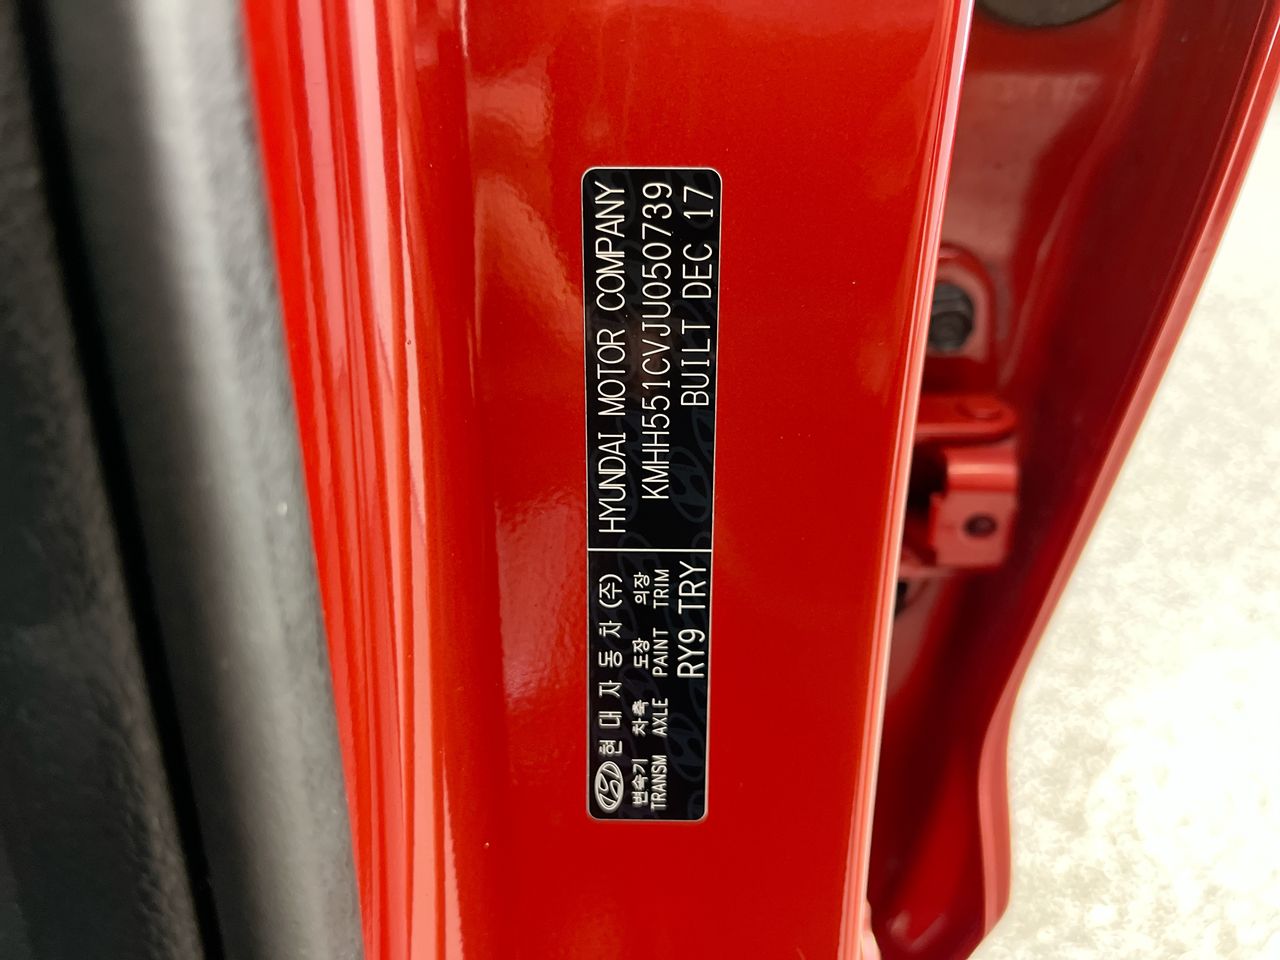 현대자동차(주)
변속기 차축 도장 의장
TRANSM AXLE PAINT TRIM
RY9 TRY
HYUNDAI MOTOR COMPANY
KMHH551CVJU050739
BUILT DEC 17